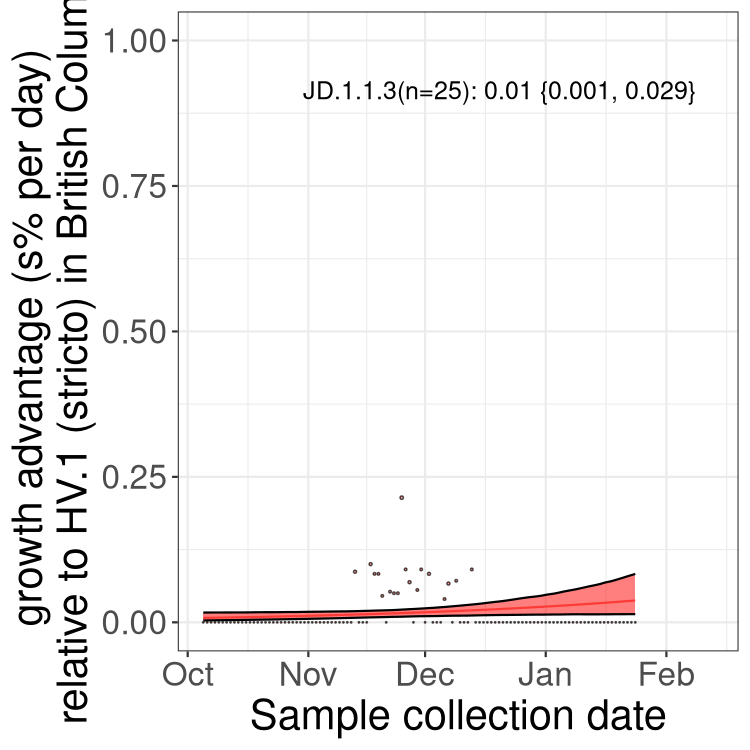 growth advantage (s% per day)
relative to HV.1 (stricto) in British Colum
1.00
0.75
0.50
0.25
0.00
JD.1.1.3(n=25): 0.01 {0.001, 0.029}
Oct Nov Dec Jan Feb
Sample collection date